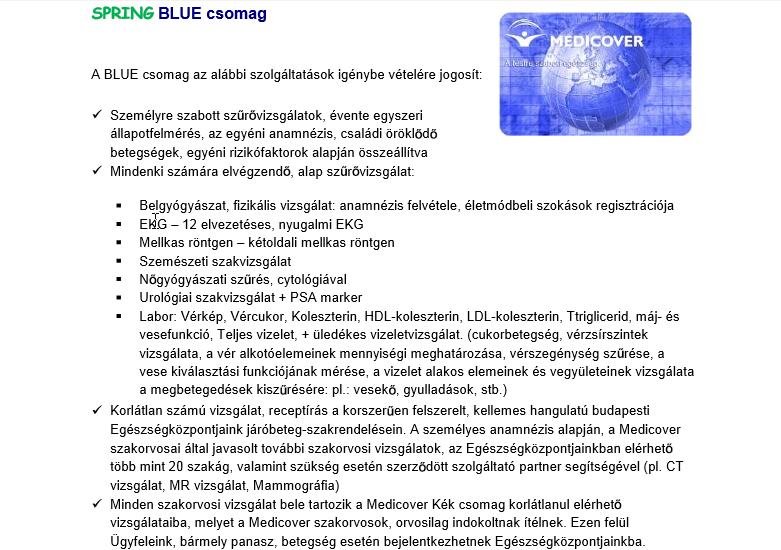 SPRING BLUE csomag
MEDICOVER
A BLUE csomag az alábbi szolgáltatások igénybe vételére jogosít:
✓ Személyre szabott szűrővizsgálatok, évente egyszeri
állapotfelmérés, az egyéni anamnézis, családi öröklődő
betegségek, egyéni rizikófaktorok alapján összeállítva
✓ Mindenki számára elvégzendő, alap szűrővizsgálat:
▪ Belgyógyászat, fizikális vizsgálat: anamnézis felvétele, életmódbeli szokások regisztrációja
▪ EKG – 12 elvezetéses, nyugalmi EKG
▪ Mellkas röntgen – kétoldali mellkas röntgen
▪ Szemészeti szakvizsgálat
▪ Nőgyógyászati szűrés, cytológiával
▪ Urológiai szakvizsgálat + PSA marker
▪ Labor: Vérkép, Vércukor, Koleszterin, HDL-koleszterin, LDL-koleszterin, Ttriglicerid, máj- és
vesefunkció, Teljes vizelet, + üledékes vizeletvizsgálat. (cukorbetegség, vérzsírszintek
vizsgálata, a vér alkotóelemeinek mennyiségi meghatározása, vérszegénység szűrése, a
vese kiválasztási funkciójának mérése, a vizelet alakos elemeinek és vegyületeinek vizsgálata
a megbetegedések kiszűrésére: pl.: vesekő, gyulladások, stb.)
✓ Korlátlan számú vizsgálat, receptírás a korszerűen felszerelt, kellemes hangulatú budapesti
Egészségközpontjaink járóbeteg-szakrendelésein. A személyes anamnézis alapján, a Medicover
szakorvosai által javasolt további szakorvosi vizsgálatok, az Egészségközpontjainkban elérhető
több mint 20 szakág, valamint szükség esetén szerződött szolgáltató partner segítségével (pl. CT
vizsgálat, MR vizsgálat, Mammográfia)
✓ Minden szakorvosi vizsgálat bele tartozik a Medicover Kék csomag korlátlanul elérhető
vizsgálataiba, melyet a Medicover szakorvosok, orvosilag indokoltnak ítélnek. Ezen felül
Ügyfeleink, bármely panasz, betegség esetén bejelentkezhetnek Egészségközpontjainkba.